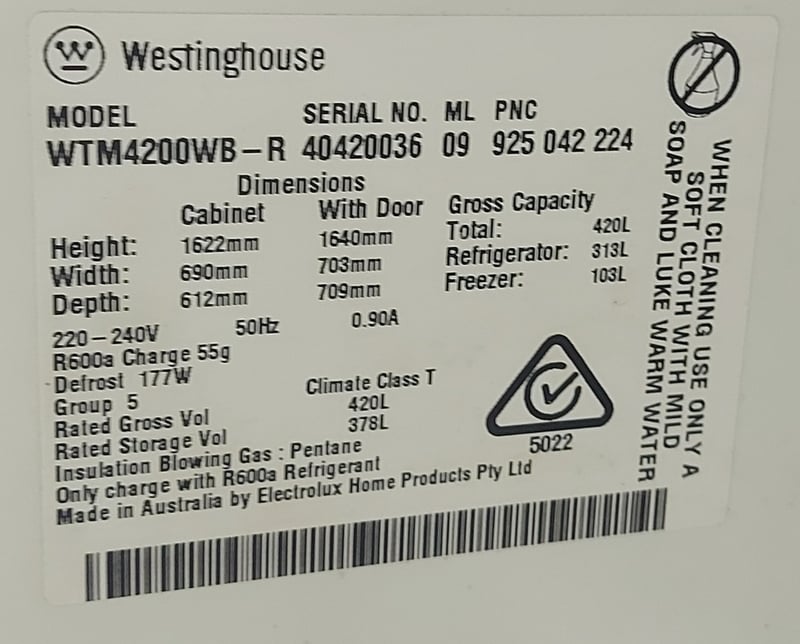 Westinghouse
MODEL SERIAL NO. ML PNC
WTM4200WB-R 40420036 09 925 042 224
Dimensions
Cabinet With Door Gross Capacity
Height: 1622mm 1640mm Total: 420L
Width: 690mm 703mm Refrigerator: 313L
Depth: 612mm 709mm Freezer: 103L
220-240V 50Hz 0.90A
R600a Charge 55g
Defrost 177W
Group 5 Climate Class T
Rated Gross Vol 420L
Rated Storage Vol 378L
Insulation Blowing Gas : Pentane
Only charge with R600a Refrigerant
Made in Australia by Electrolux Home Products Pty Ltd
5022
WHEN CLEANING USE ONLY A
SOFT CLOTH WITH MILD
SOAP AND LUKE WARM WATER